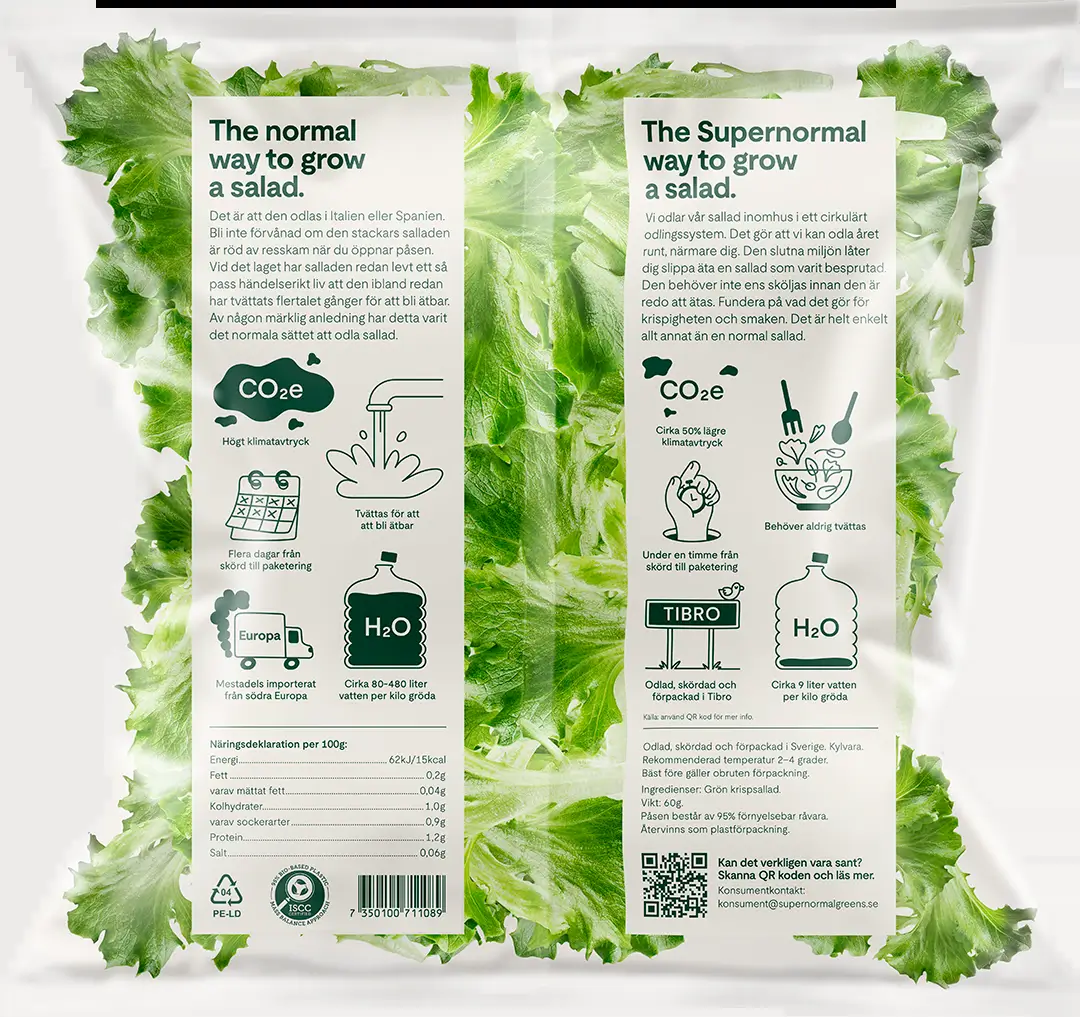 The normal
way to grow
a salad.
Det är att den odlas i Italien eller Spanien.
Bli inte förvånad om den stackars salladen
är röd av resskam när du öppnar påsen.
Vid det laget har salladen redan levt ett så
pass händelserikt liv att den ibland redan
har tvättats flertalet gånger för att bli ätbar.
Av någon märklig anledning har detta varit
det normala sättet att odla sallad.
CO₂e
Högt klimatavtryck
Tvättas för att
att bli ätbar
Flera dagar från
skörd till paketering
Europa
H₂O
Mestadels importerat
från södra Europa
Cirka 80-480 liter
vatten per kilo gröda
Näringsdeklaration per 100g:
Energi 62kJ/15kcal
Fett 0,2g
varav mättat fett 0,04g
Kolhydrater 1,0g
varav sockerarter 0,9g
Protein 1,2g
Salt 0,06g
04
PE-LD
BIO-BASED PLASTIC
ISCC
CERTIFIED
MASS BALANCE APPROACH
7 350100 711089
The Supernormal
way to grow
a salad.
Vi odlar vår sallad inomhus i ett cirkulärt
odlingssystem. Det gör att vi kan odla året
runt, närmare dig. Den slutna miljön låter
dig slippa äta en sallad som varit besprutad.
Den behöver inte ens sköljas innan den är
redo att ätas. Fundera på vad det gör för
krispigheten och smaken. Det är helt enkelt
allt annat än en normal sallad.
CO₂e
Cirka 50% lägre
klimatavtryck
Behöver aldrig tvättas
Under en timme från
skörd till paketering
TIBRO
H₂O
Odlad, skördad och
förpackad i Tibro
Cirka 9 liter vatten
per kilo gröda
Källa: använd QR kod för mer info.
Odlad, skördad och förpackad i Sverige. Kylvara.
Rekommenderad temperatur 2–4 grader.
Bäst före gäller obruten förpackning.
Ingredienser: Grön krispsallad.
Vikt: 60g.
Påsen består av 95% förnyelsebar råvara.
Återvinns som plastförpackning.
Kan det verkligen vara sant?
Skanna QR koden och läs mer.
Konsumentkontakt:
konsument@supernormalgreens.se